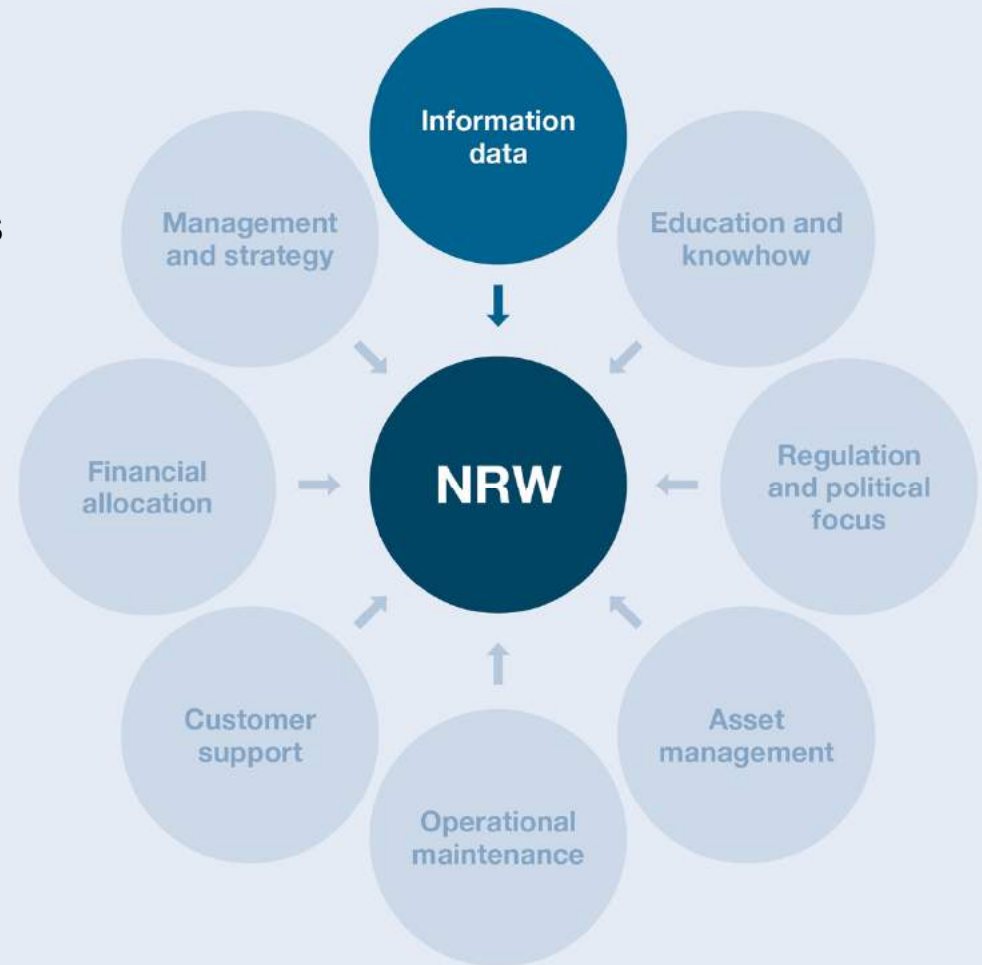 Information
data
Education and
knowhow
Regulation
and political
focus
Asset
management
Operational
maintenance
Customer
support
Financial
allocation
Management
and strategy
NRW
s